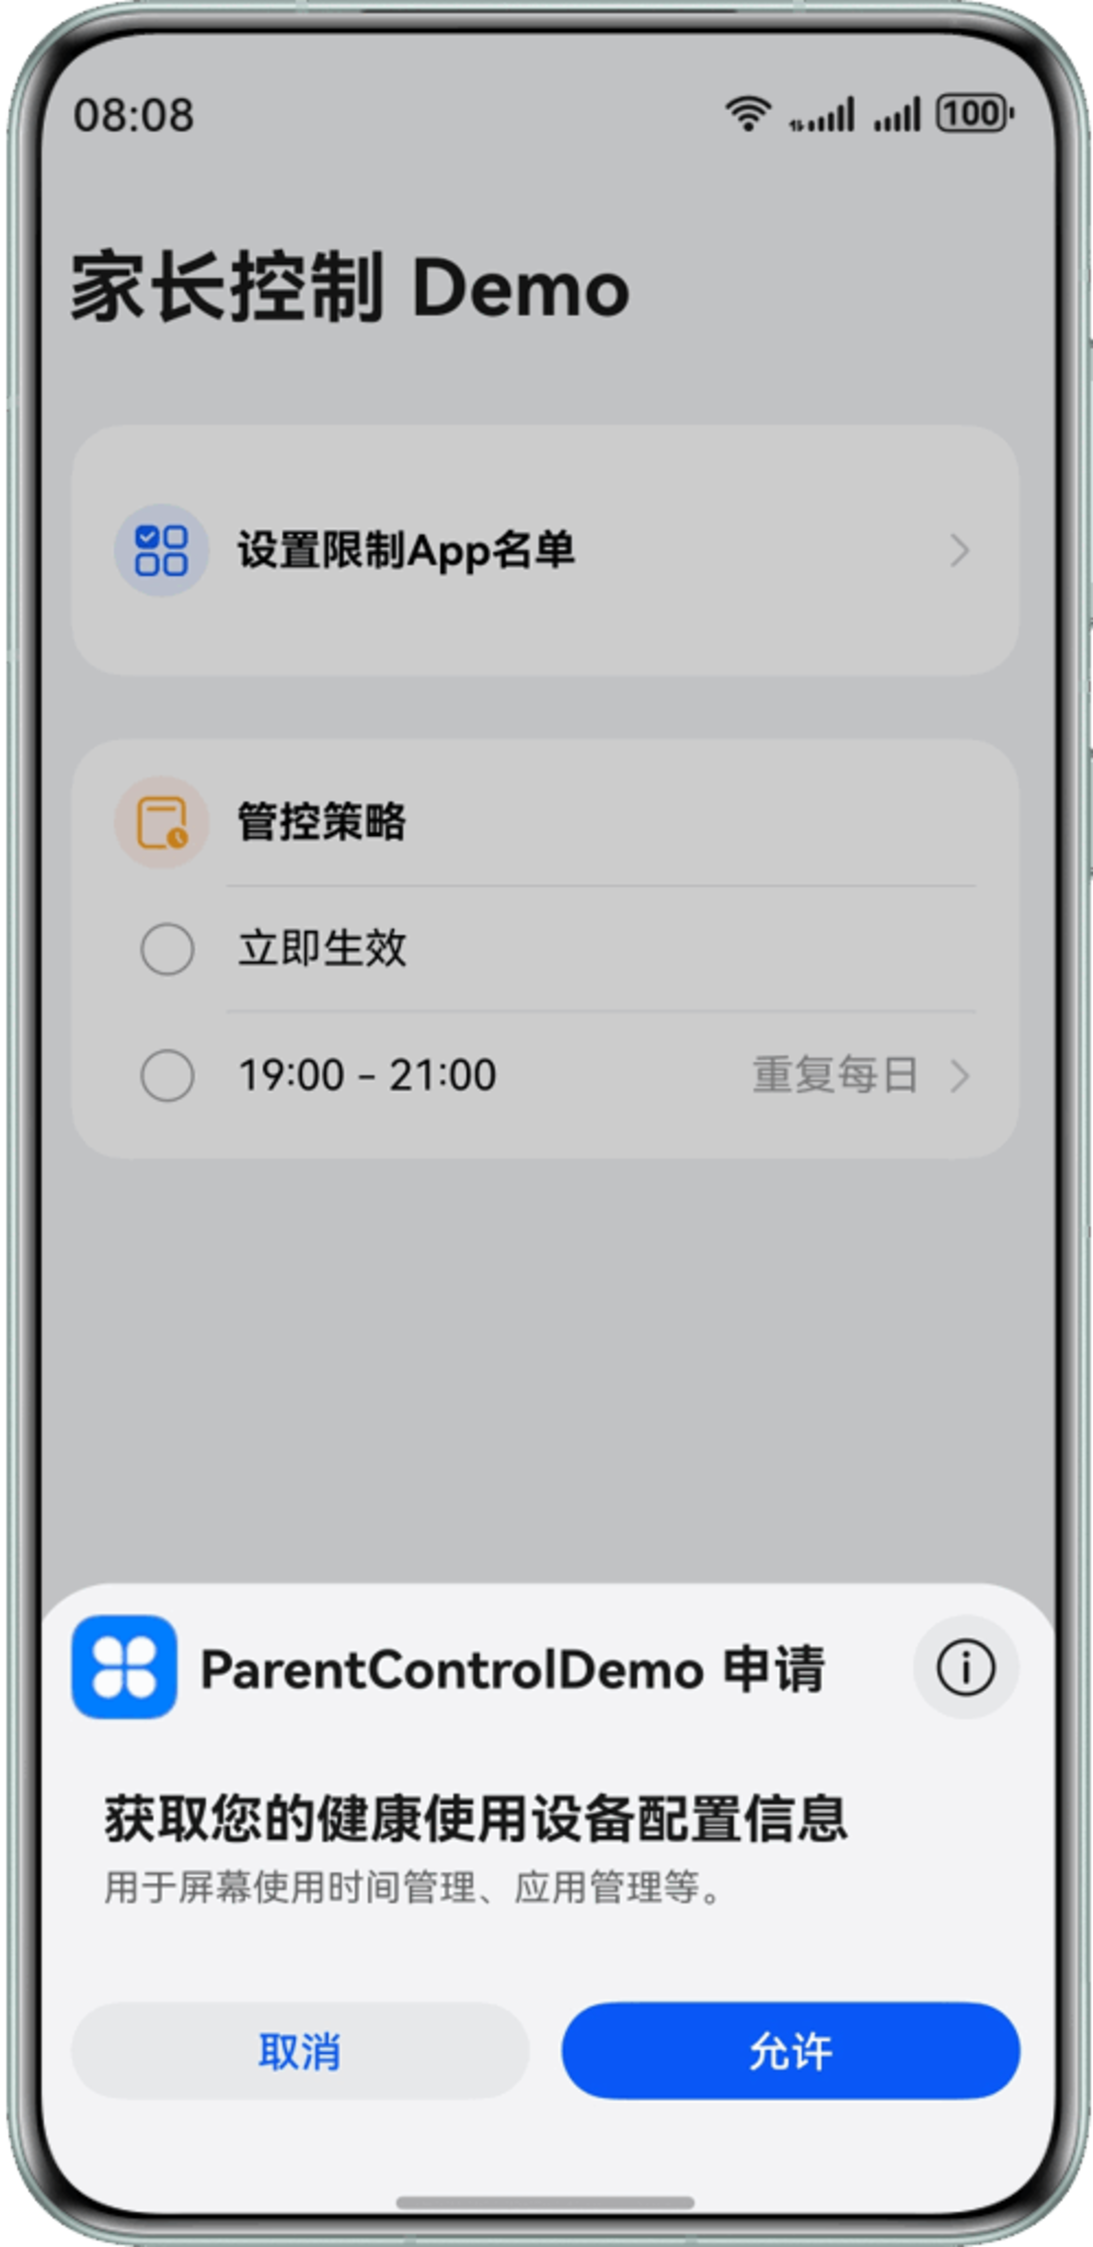 08:08
100
家长控制 Demo
设置限制App名单
管控策略
立即生效
19:00 - 21:00 重复每日
ParentControlDemo 申请
获取您的健康使用设备配置信息
用于屏幕使用时间管理、应用管理等。
取消 允许